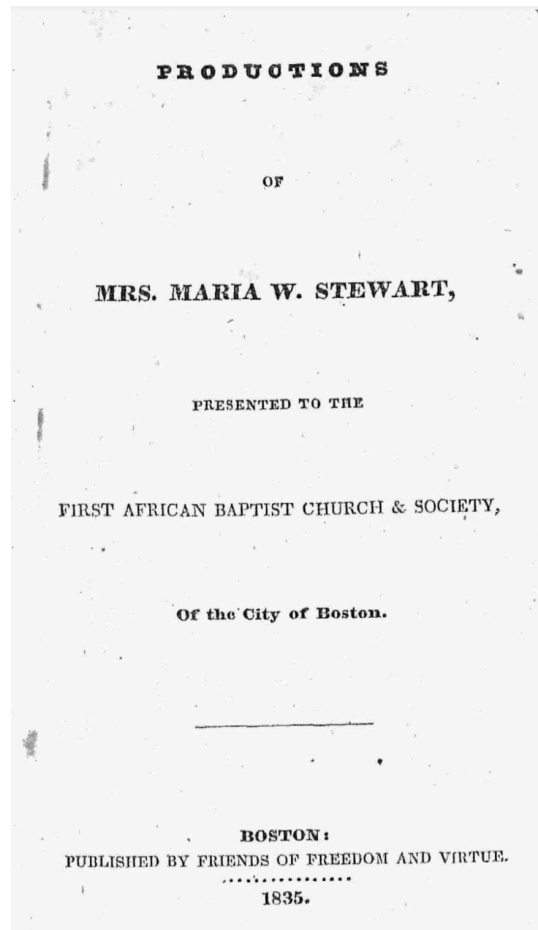 PRODUCTIONS
OF
MRS. MARIA W. STEWART,
PRESENTED TO THE
FIRST AFRICAN BAPTIST CHURCH & SOCIETY,
Of the City of Boston.
BOSTON:
PUBLISHED BY FRIENDS OF FREEDOM AND VIRTUE.
1835.